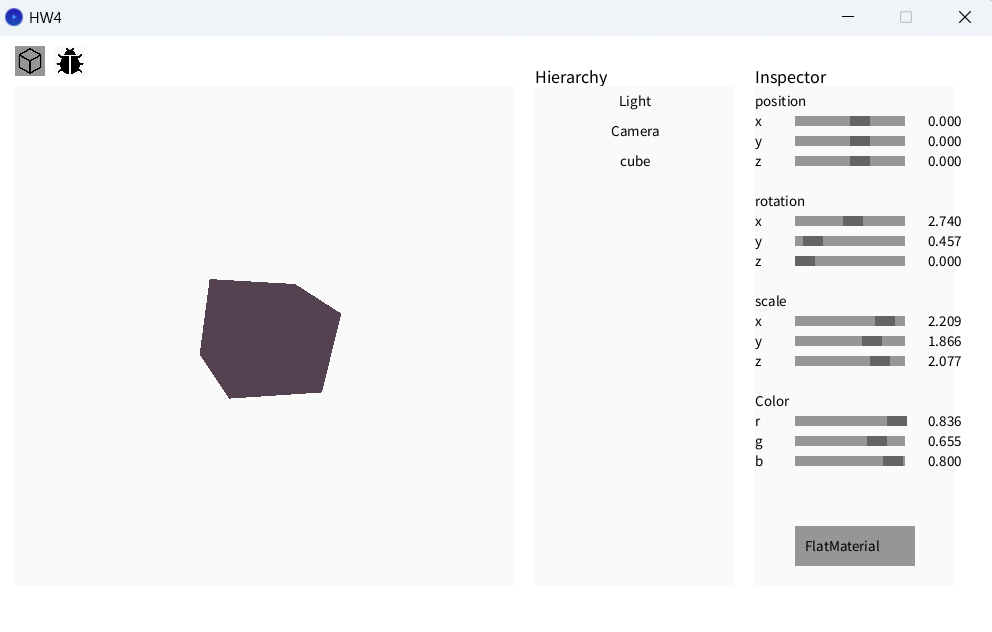 HW4
Hierarchy
Light
Camera
cube
Inspector
position
x 0.000
y 0.000
z 0.000
rotation
x 2.740
y 0.457
z 0.000
scale
x 2.209
y 1.866
z 2.077
Color
r 0.836
g 0.655
b 0.800
FlatMaterial